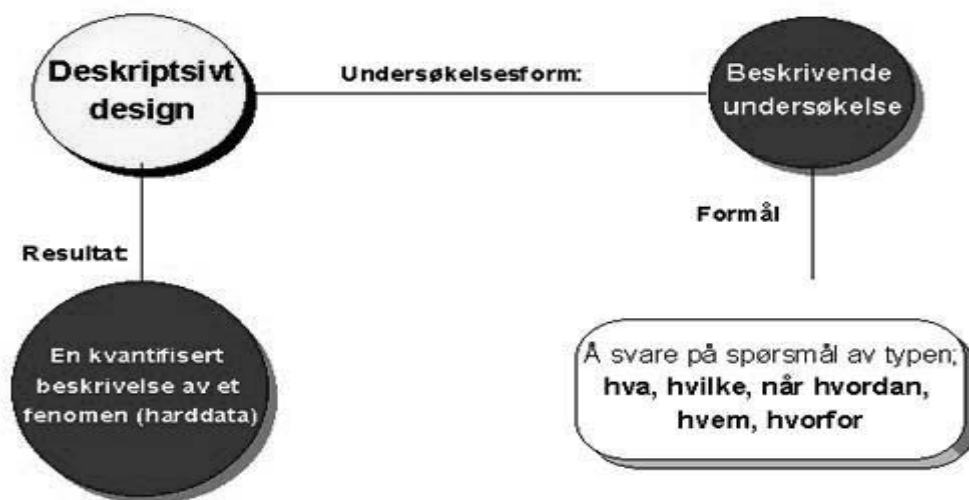 Deskriptsivt
design
Undersøkelsesform:
Beskrivende
undersøkelse
Formål
Resultat:
En kvantifisert
beskrivelse av et
fenomen (harddata)
Å svare på spørsmål av typen:
hva, hvilke, når hvordan,
hvem, hvorfor